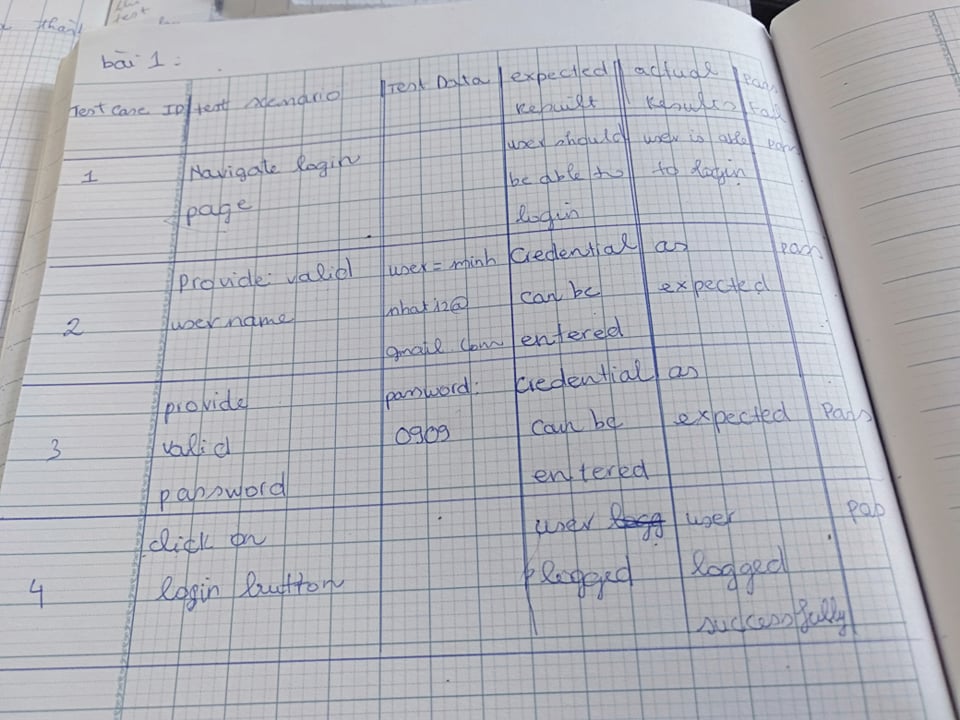 bài 1:
Test Case ID test scenario Test Data expected actual Pass
Rebuilt Results Fail
1 Navigate login page user should be able to login user is able to login pass
2 Provide valid username user = minh nhat12@ gmail.com Credential can be entered as expected pass
3 provide valid password password: 0909 Credential can be entered as expected Pass
4 click on login button user logged user logged successfully pas